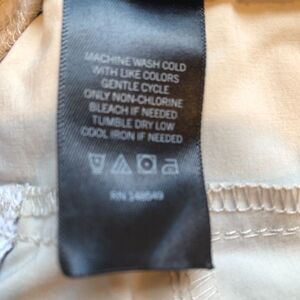 MACHINE WASH COLD
WITH LIKE COLORS
GENTLE CYCLE
ONLY NON-CHLORINE
BLEACH IF NEEDED
TUMBLE DRY LOW
COOL IRON IF NEEDED
RN 148649